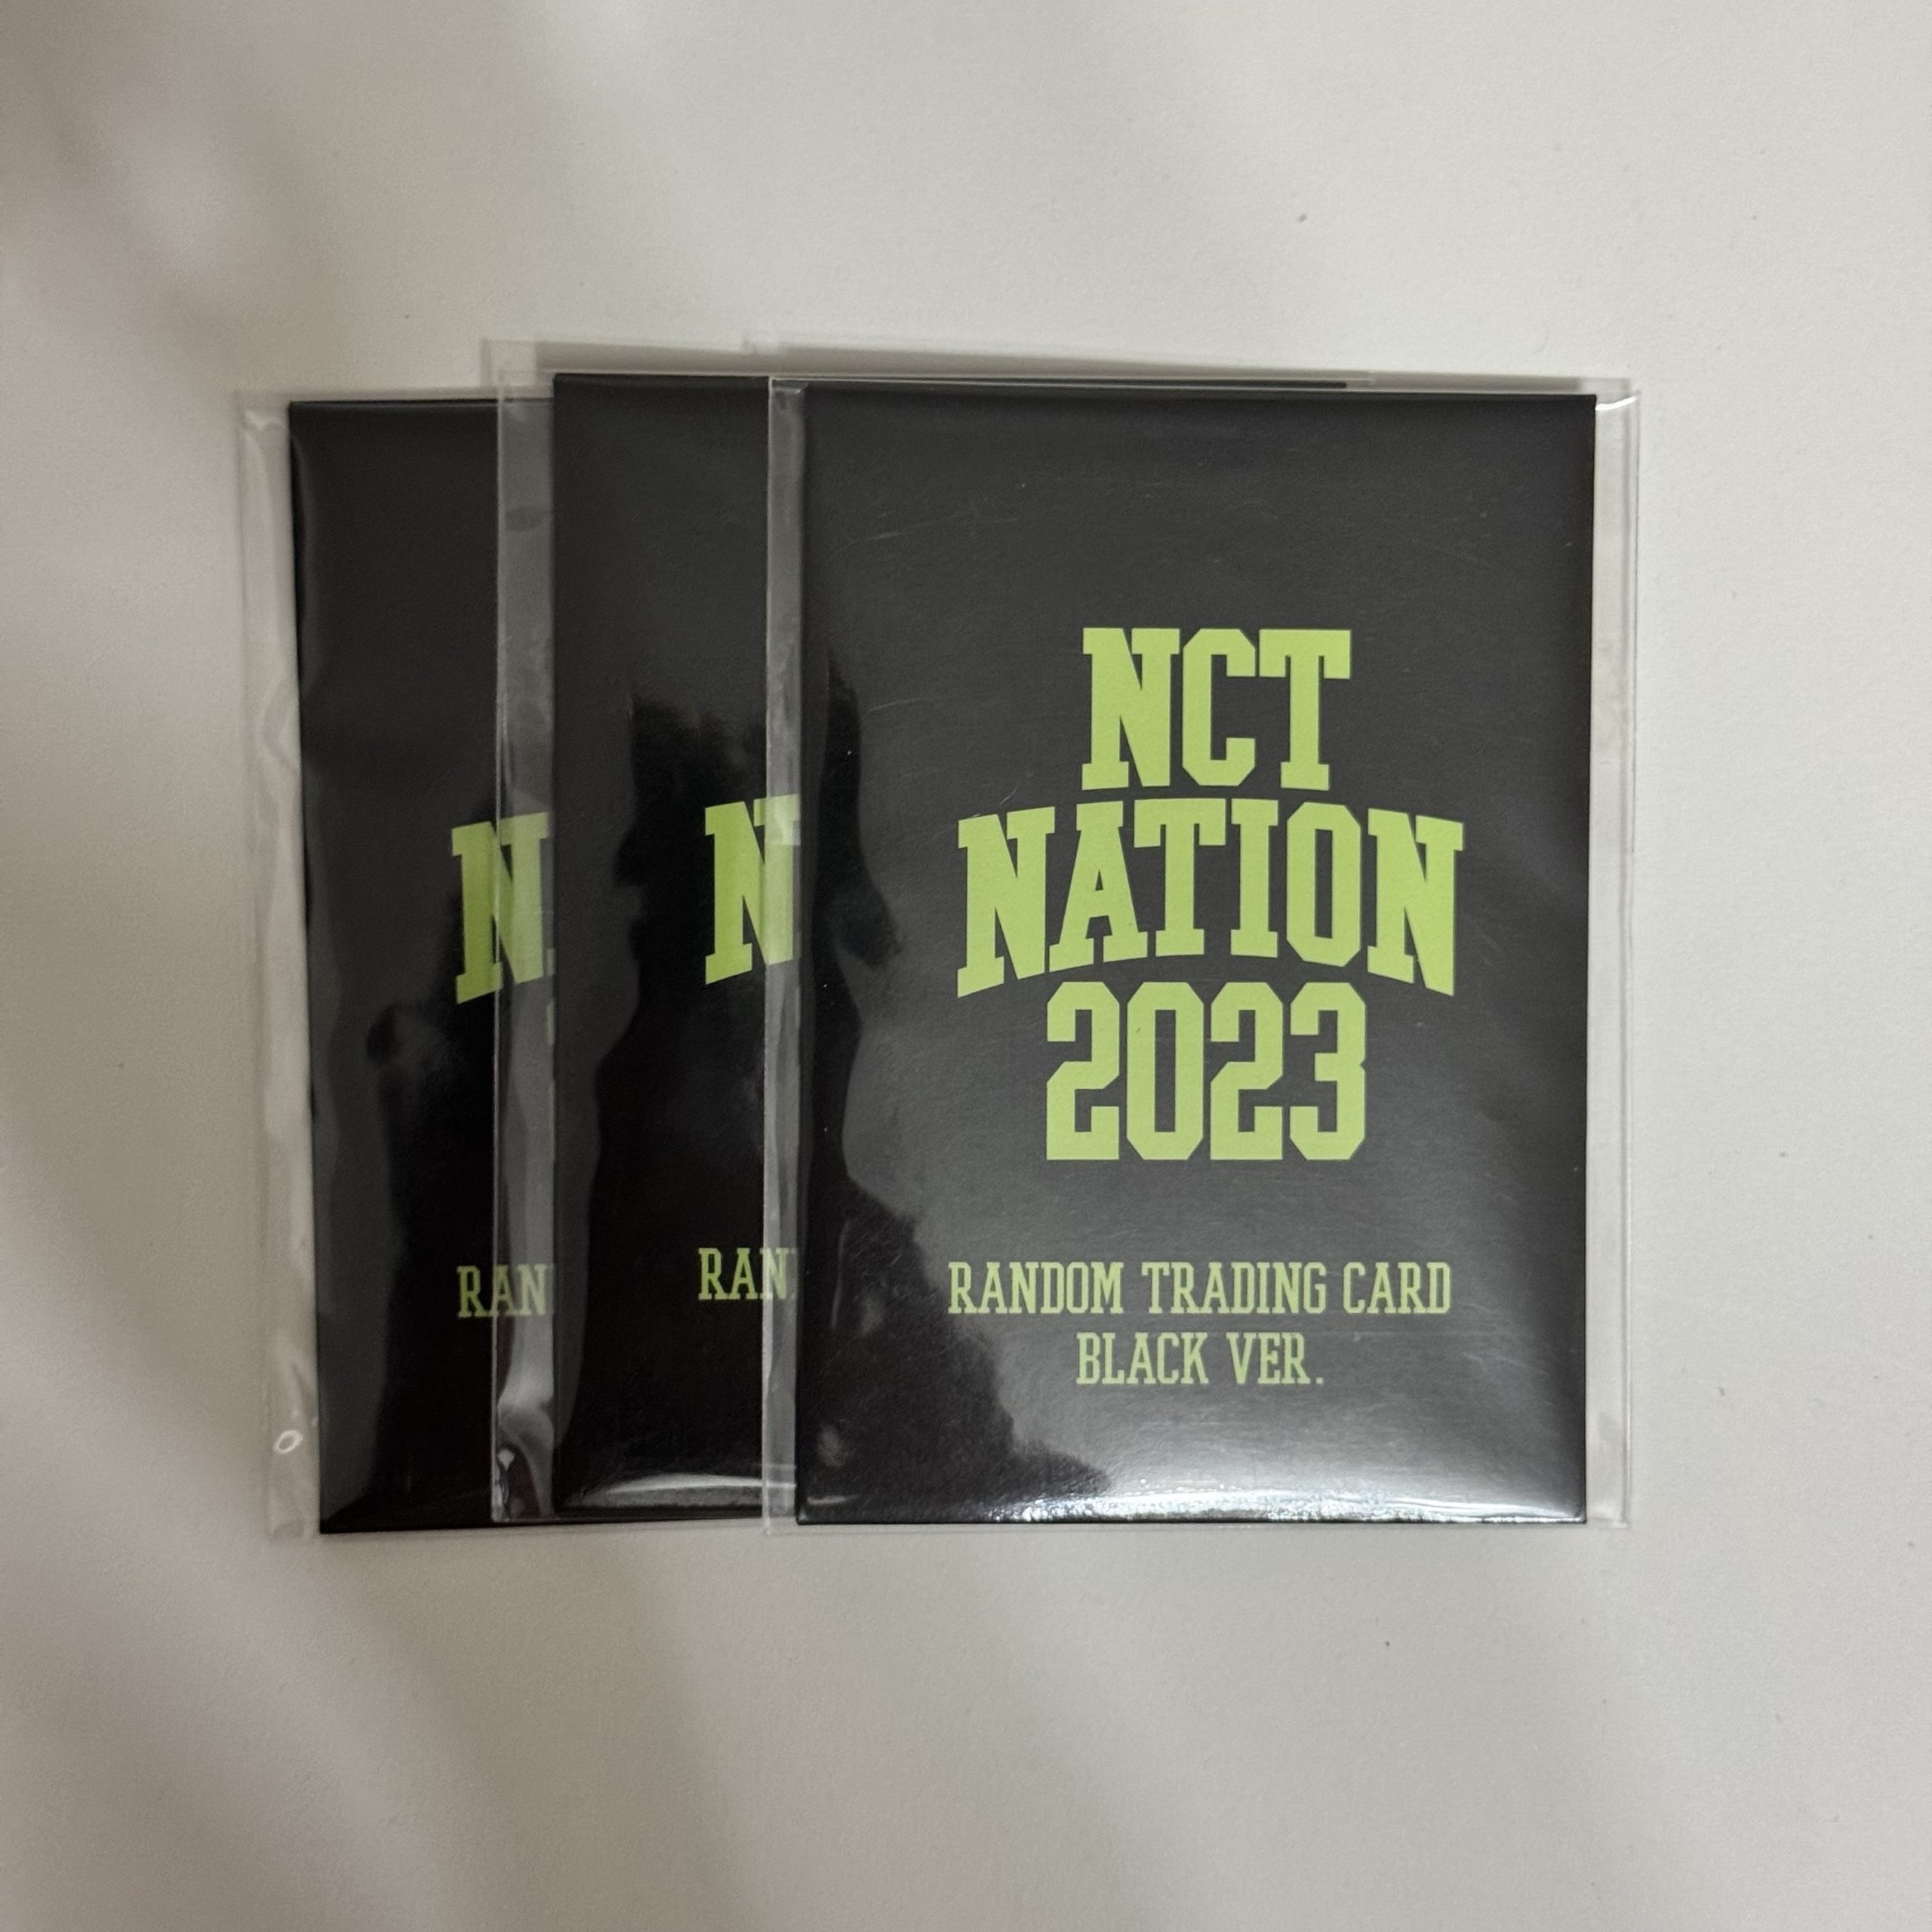 NCT
NATION
2023
RANDOM TRADING CARD
BLACK VER.